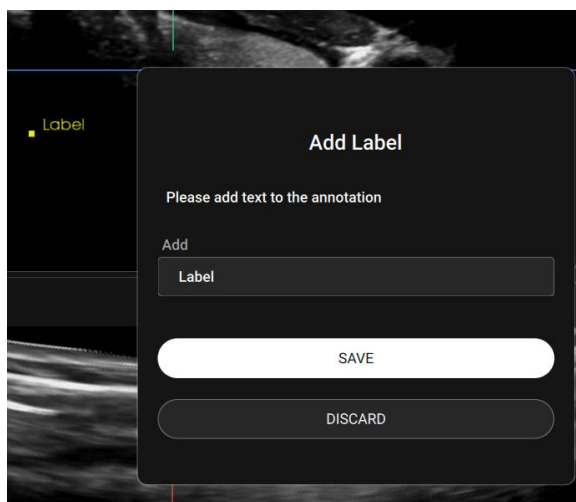 Label
Add Label
Please add text to the annotation
Add
Label
SAVE
DISCARD